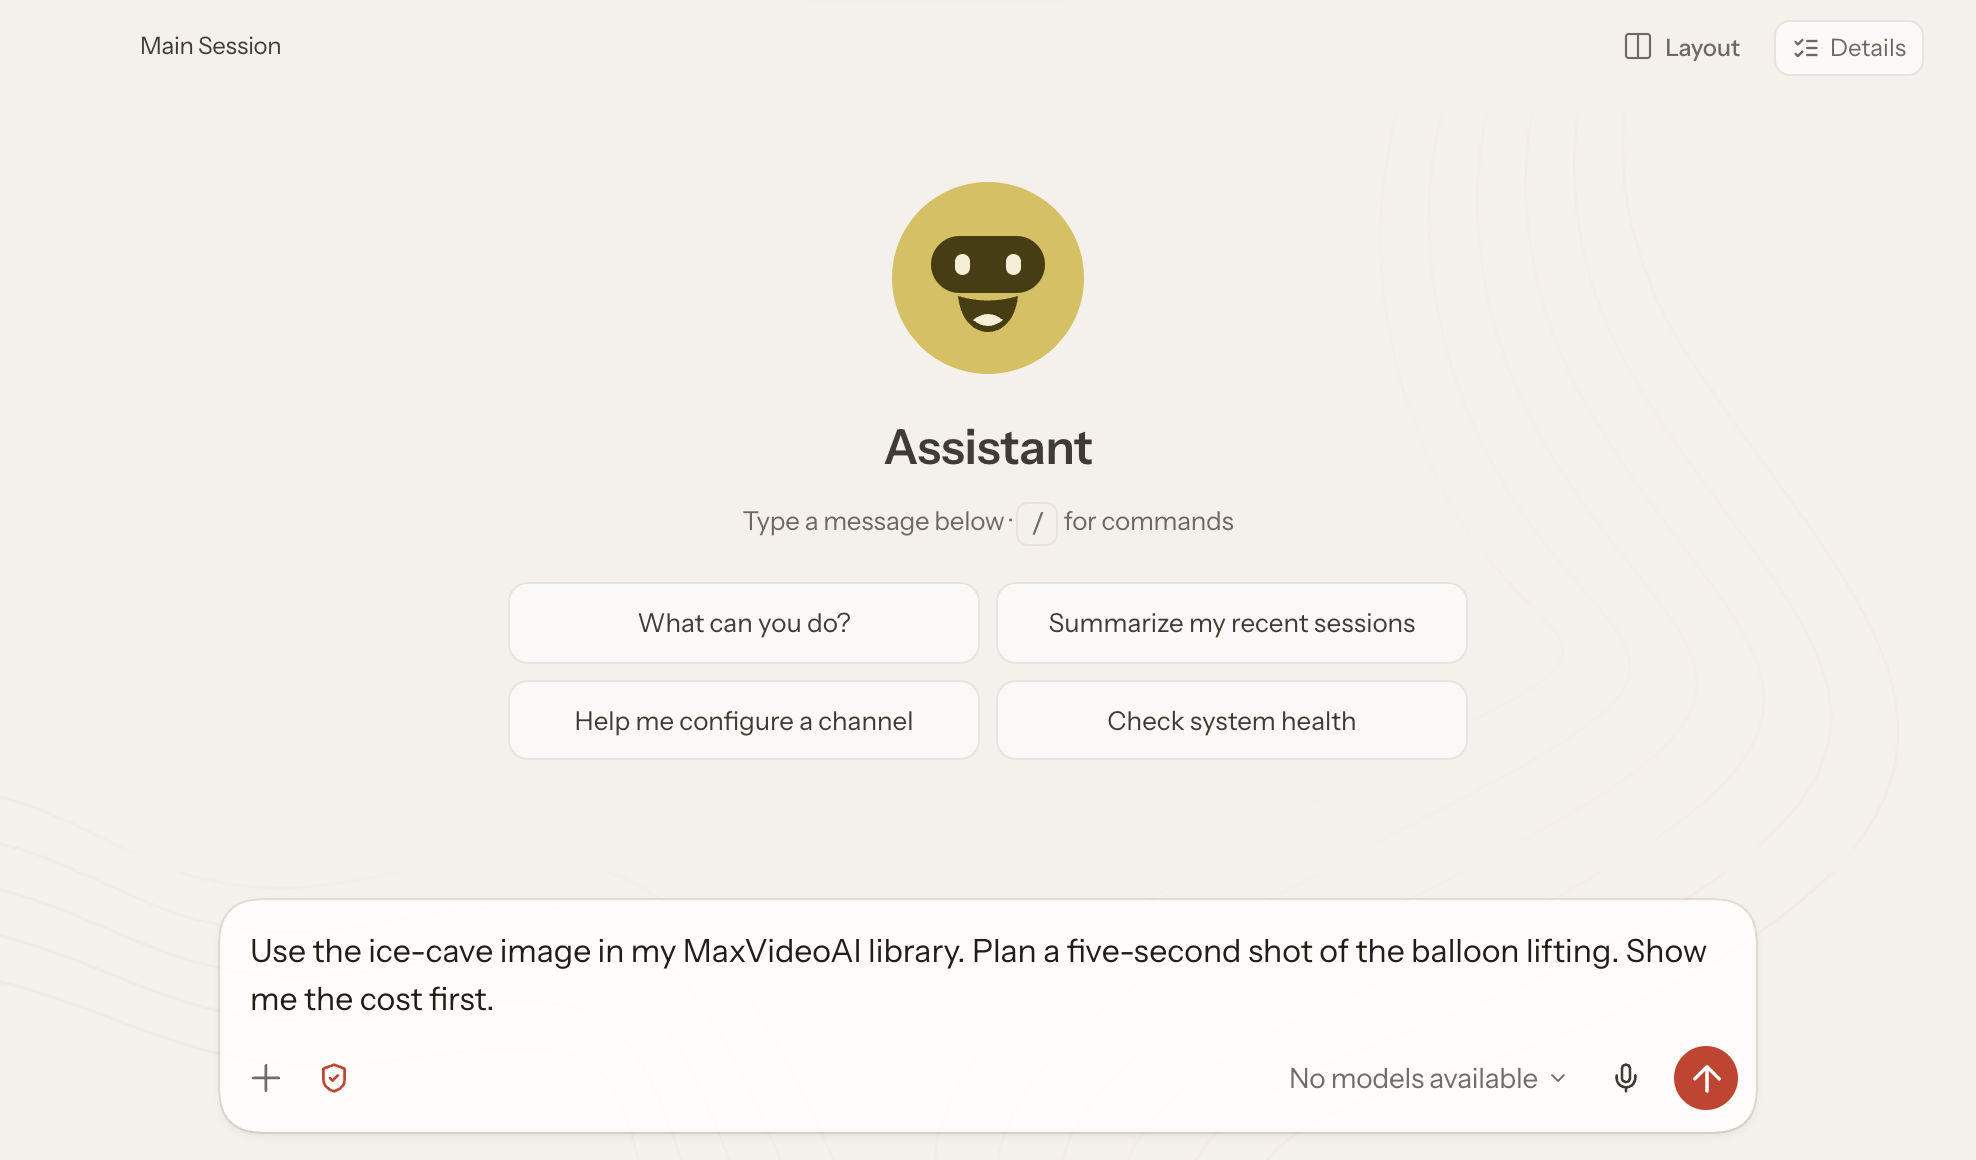 Main Session
Layout
Details
Assistant
Type a message below · / for commands
What can you do?
Summarize my recent sessions
Help me configure a channel
Check system health
Use the ice-cave image in my MaxVideoAI library. Plan a five-second shot of the balloon lifting. Show
me the cost first.
No models available